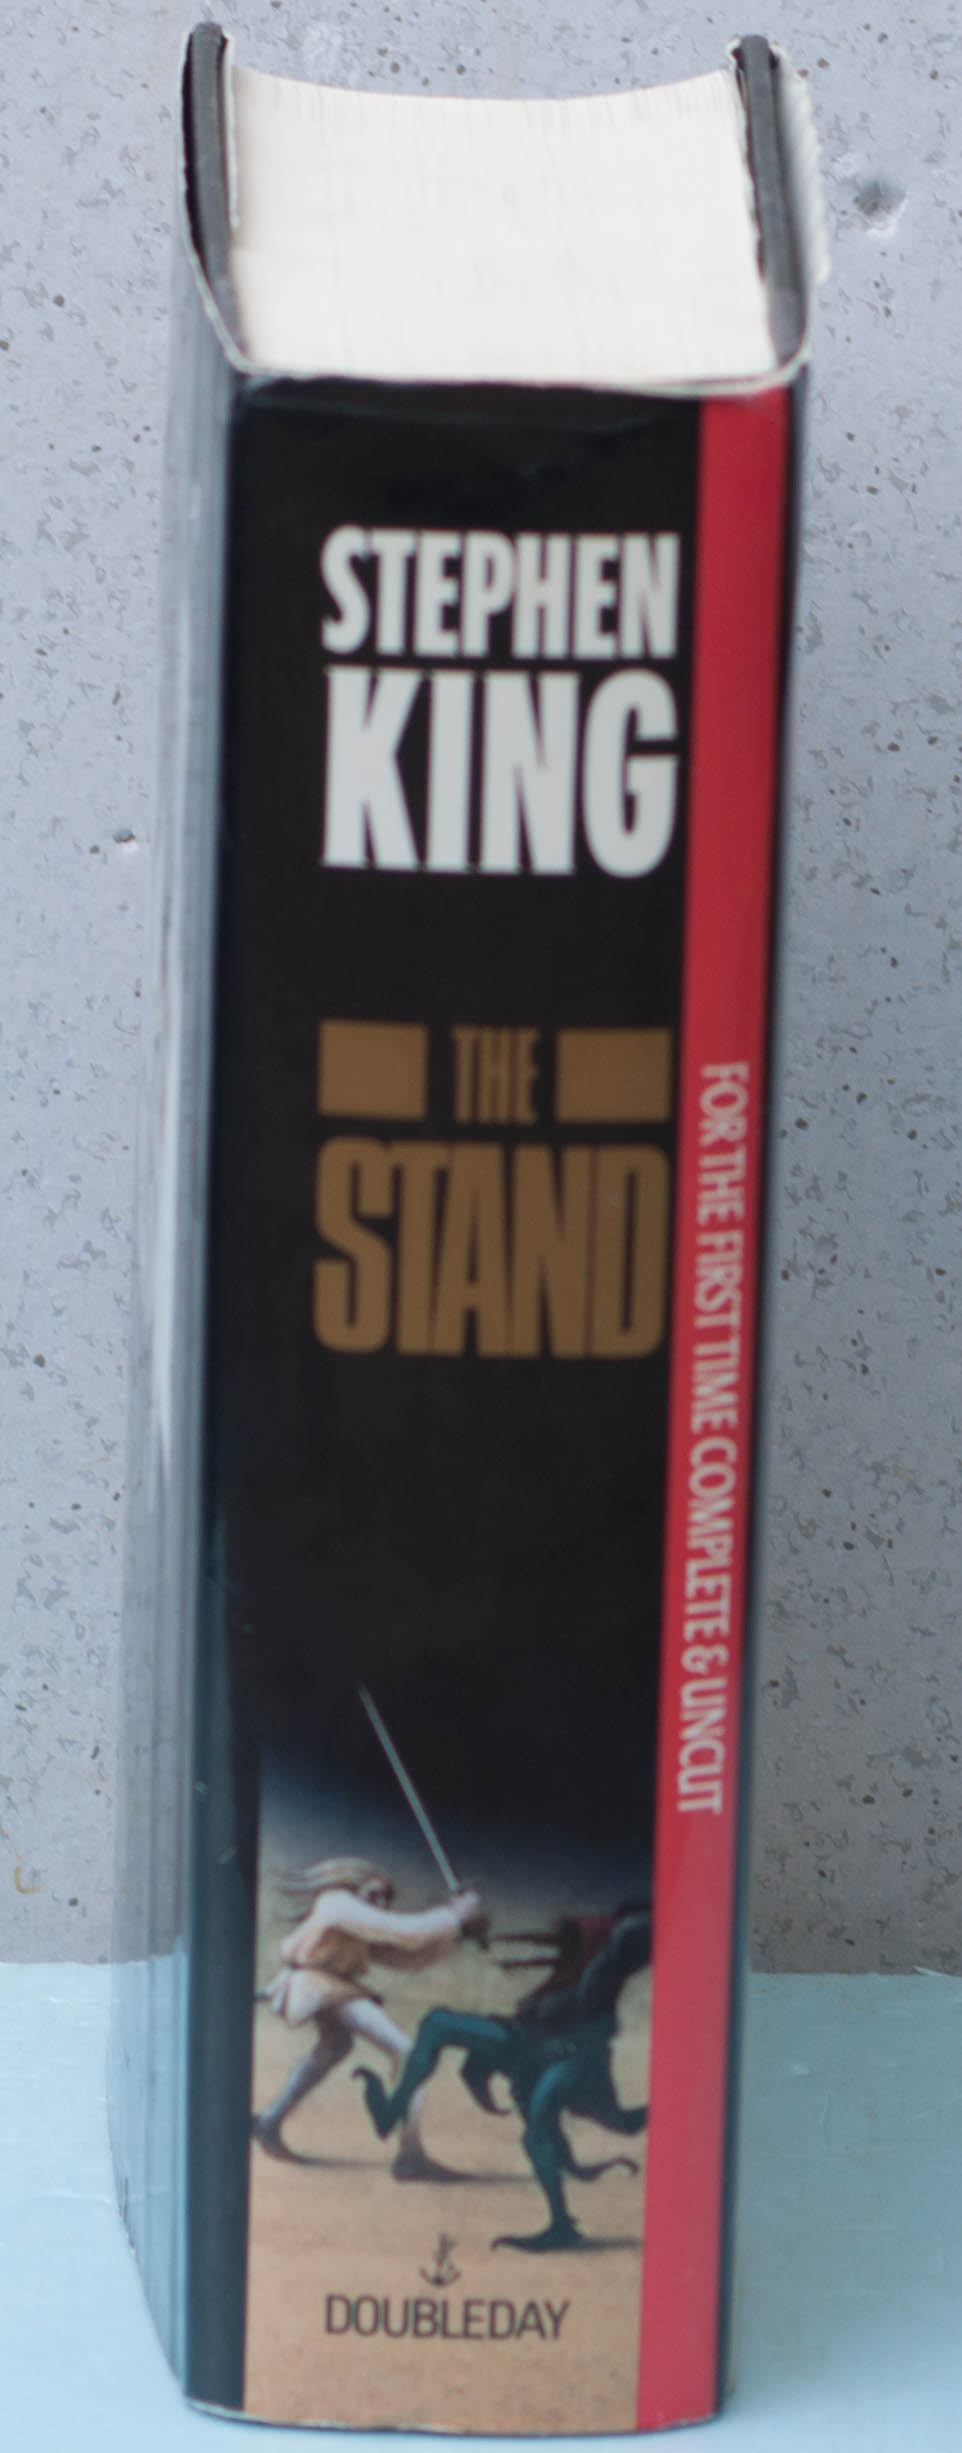 STEPHEN
KING
THE
STAND
FOR THE FIRST TIME COMPLETE & UNCUT
DOUBLEDAY